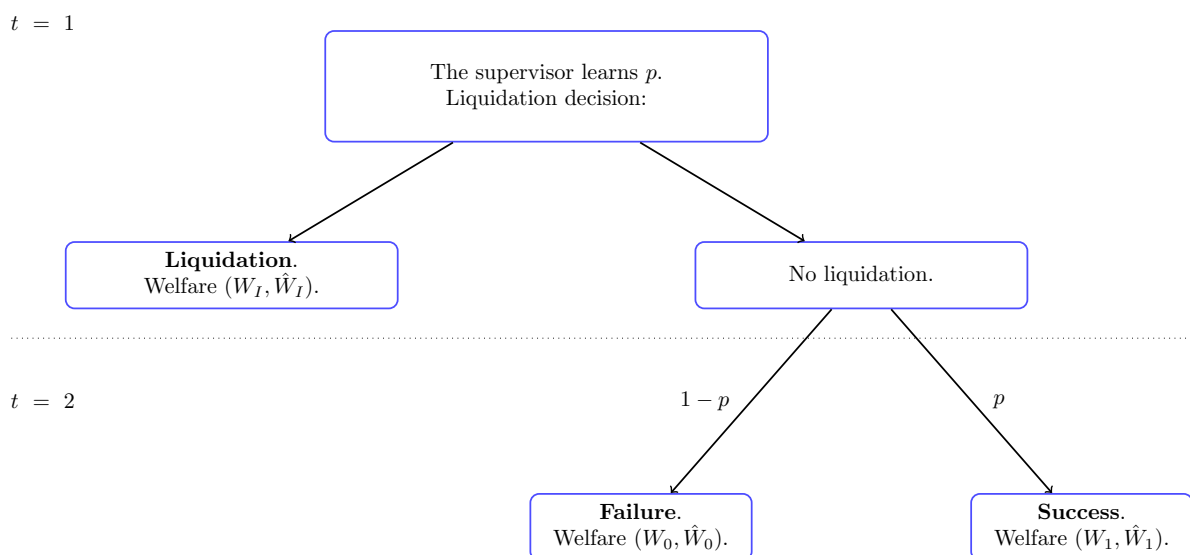 t = 1
The supervisor learns p.
Liquidation decision:
Liquidation.
Welfare (W_I, Ŵ_I).
No liquidation.
t = 2
1 − p
p
Failure.
Welfare (W_0, Ŵ_0).
Success.
Welfare (W_1, Ŵ_1).